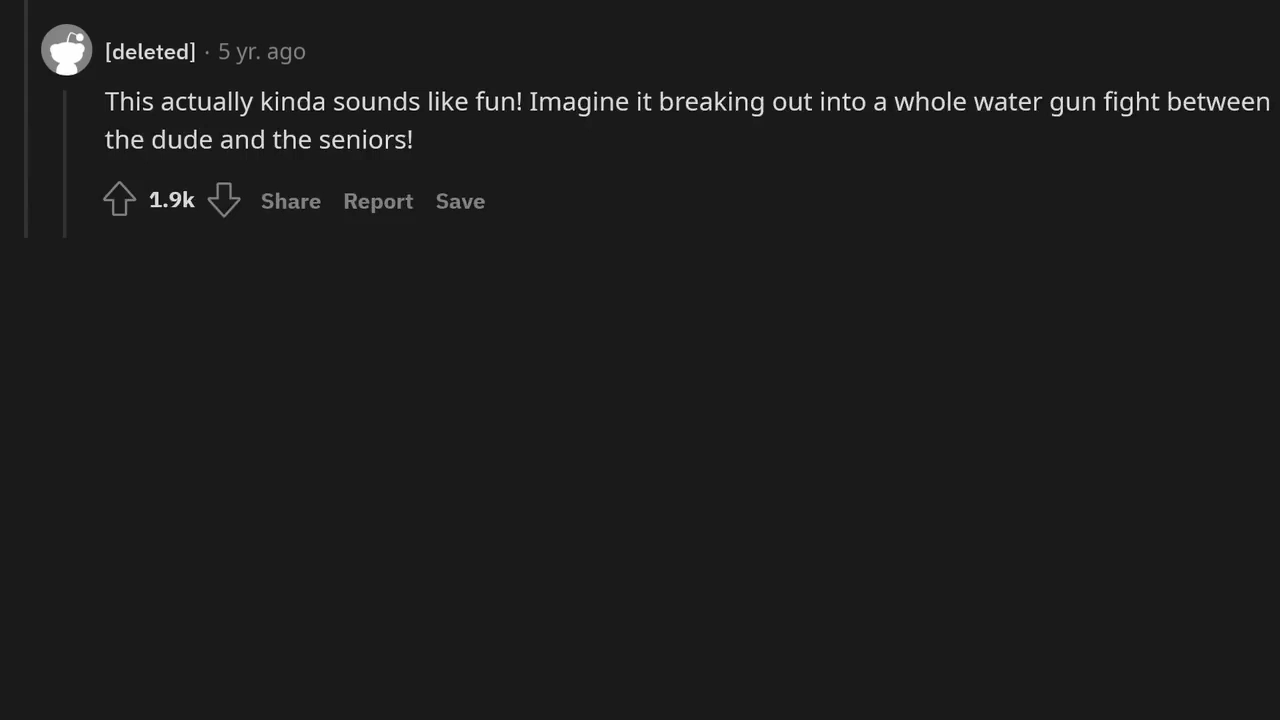 [deleted] · 5 yr. ago
This actually kinda sounds like fun! Imagine it breaking out into a whole water gun fight between
the dude and the seniors!
1.9k Share Report Save